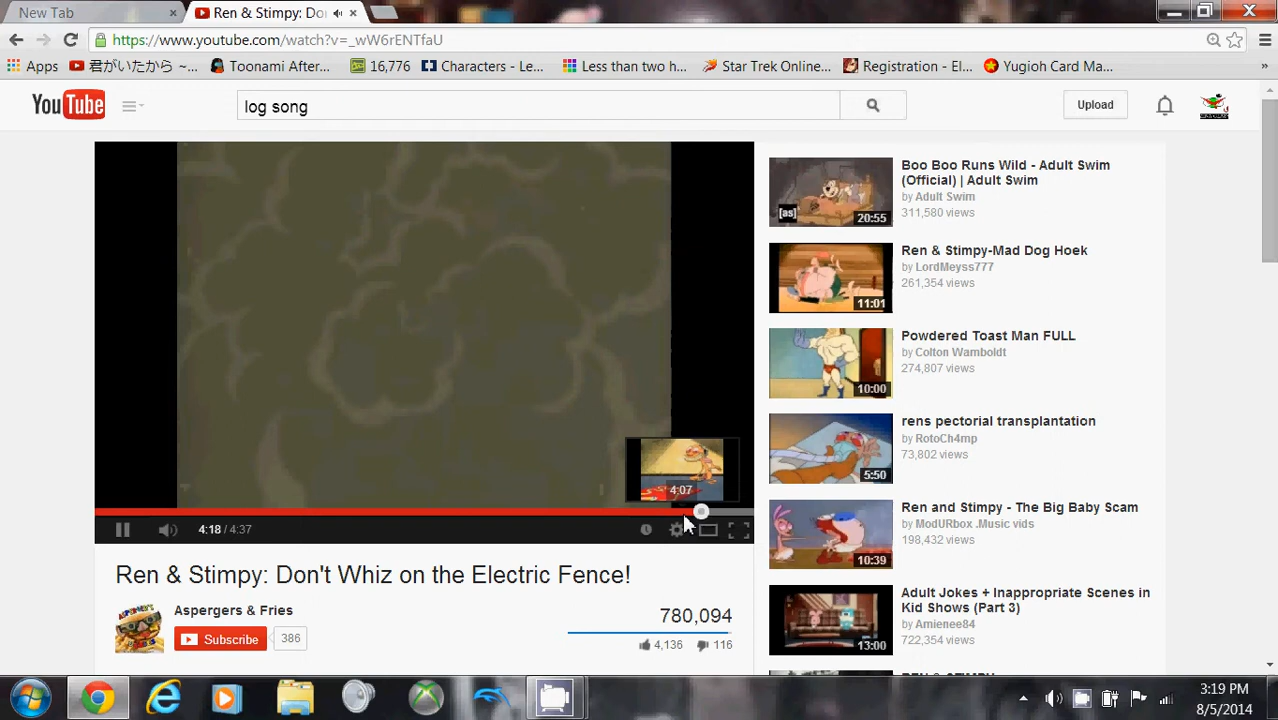 New Tab
Ren & Stimpy: Do
https://www.youtube.com/watch?v=_wW6rENTfaU
Apps
君がいたから ~...
Toonami After...
16,776
Characters - Le...
Less than two h...
Star Trek Online...
Registration - El...
Yugioh Card Ma...
»
YouTube
log song
Upload
4:07
4:18 / 4:37
Ren & Stimpy: Don't Whiz on the Electric Fence!
Aspergers & Fries
Subscribe
386
780,094
4,136
116
[as]
20:55
Boo Boo Runs Wild - Adult Swim
(Official) | Adult Swim
by Adult Swim
311,580 views
11:01
Ren & Stimpy-Mad Dog Hoek
by LordMeyss777
261,354 views
10:00
Powdered Toast Man FULL
by Colton Wamboldt
274,807 views
5:50
rens pectorial transplantation
by RotoCh4mp
73,802 views
10:39
Ren and Stimpy - The Big Baby Scam
by ModURbox .Music vids
198,432 views
13:00
Adult Jokes + Inappropriate Scenes in
Kid Shows (Part 3)
by Amienee84
722,354 views
3:19 PM
8/5/2014